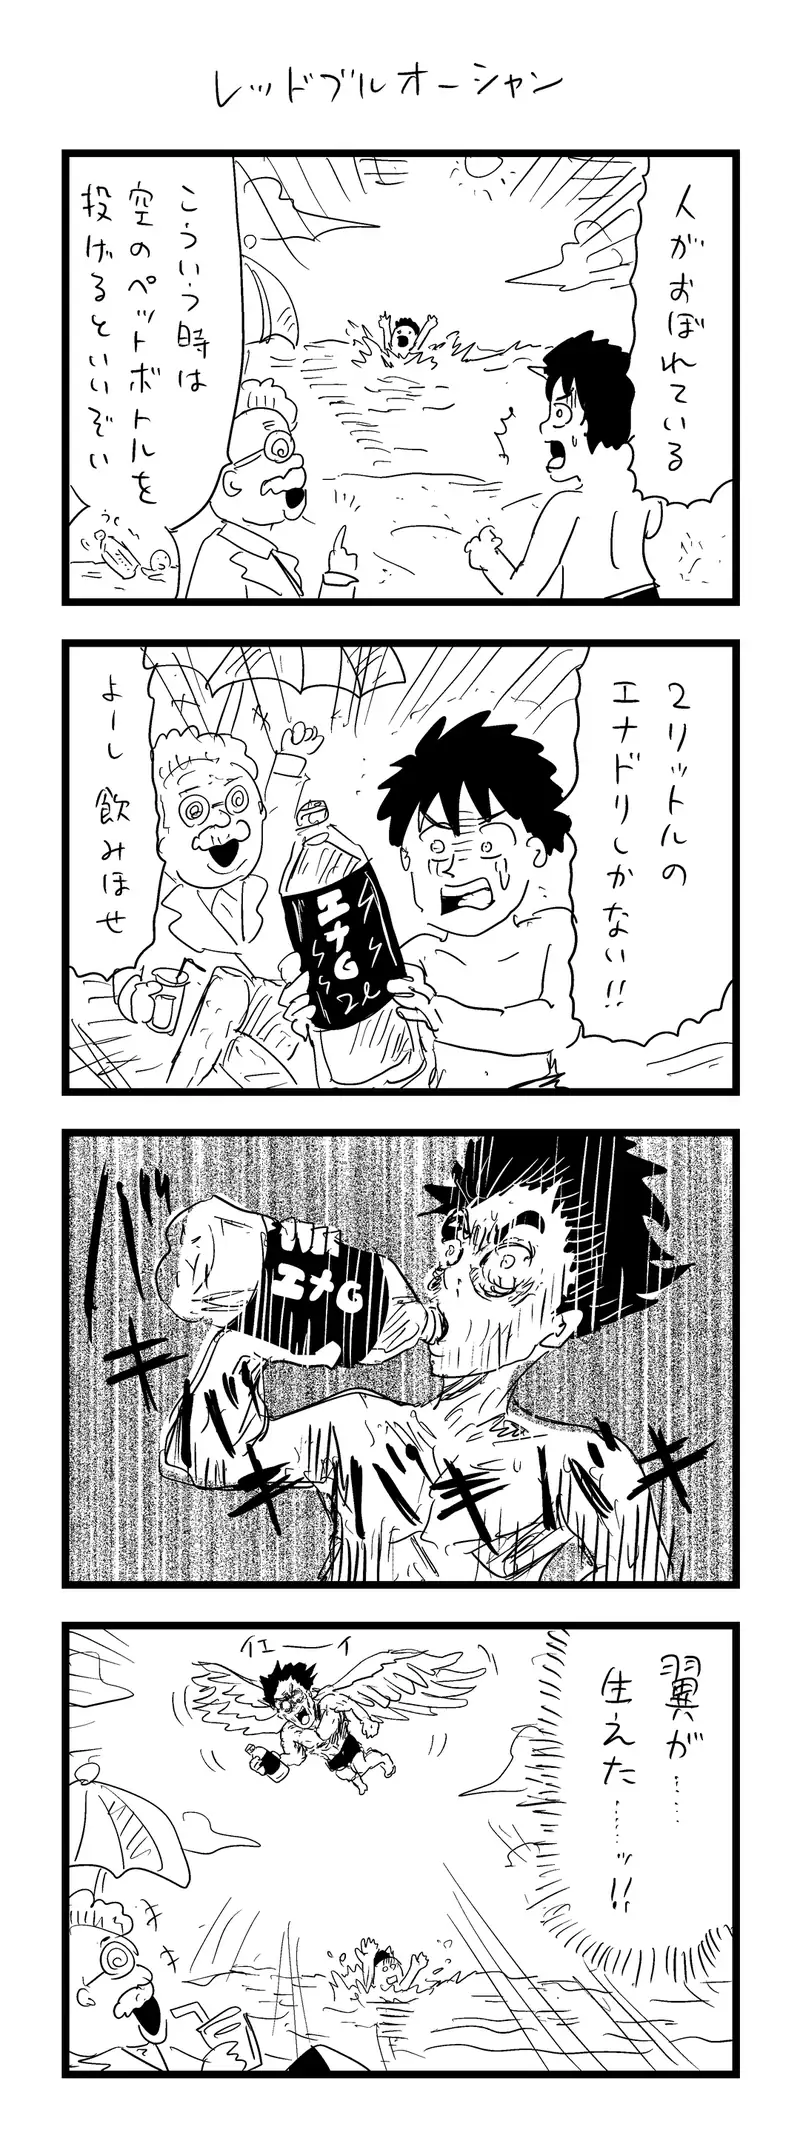 レッドブルオーシャン
人がおぼれている
こういう時は
空のペットボトルを
投げるといいぞい
2リットルの
エナドリしかない!!
よーし 飲みほせ
エナG
2ℓ
バキ
エナG
バキ
バキ
バキ
イエーイ
翼が……
生えた……ッ!!